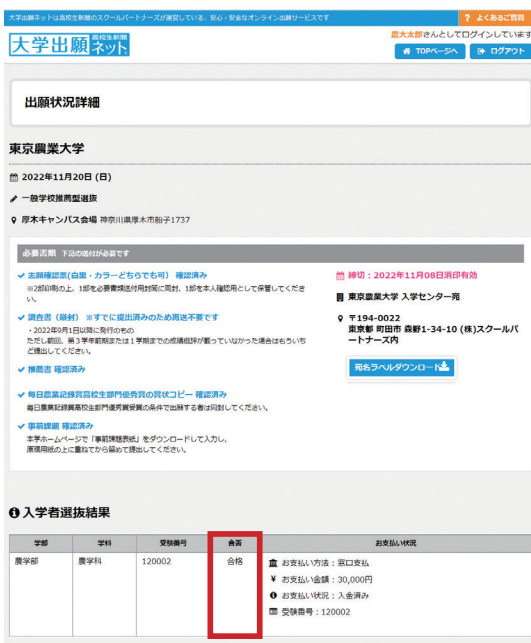 大学出願ネットは高校生新聞のスクールパートナーズが運営している、安心・安全なオンライン出願サービスです
? よくあるご質問
大学出願ネット
高校生新聞
農大太郎さんとしてログインしています
TOPページへ
ログアウト
出願状況詳細
東京農業大学
2022年11月20日 (日)
一般学校推薦型選抜
厚木キャンパス会場 神奈川県厚木市船子1737
必要書類 下記の送付が必要です
志願確認票(白黒・カラーどちらでも可) 確認済み
※2部印刷の上、1部を必要書類送付用封筒に同封、1部を本人確認用として保管してください。
調査書（厳封） ※すでに提出済みのため再送不要です
・2022年9月1日以降に発行のもの
ただし前回、第3学年前期または1学期までの成績評評が載っていなかった場合はもういちど提出してください。
推薦書 確認済み
毎日農業記録賞高校生部門優秀賞の賞状コピー 確認済み
毎日農業記録賞高校生部門優秀賞受賞の条件で出願する者は同封してください。
事前課題 確認済み
本学ホームページで「事前課題表紙」をダウンロードして入力し、
原稿用紙の上に重ねてから留めて提出してください。
締切：2022年11月08日消印有効
東京農業大学 入学センター宛
〒194-0022
東京都 町田市 森野1-34-10 (株)スクールパートナーズ内
宛名ラベルダウンロード
入学者選抜結果
学部 学科 受験番号 合否 お支払い状況
農学部 農学科 120002 合格 お支払い方法：窓口支払
¥ お支払い金額：30,000円
お支払い状況：入金済み
受験番号：120002